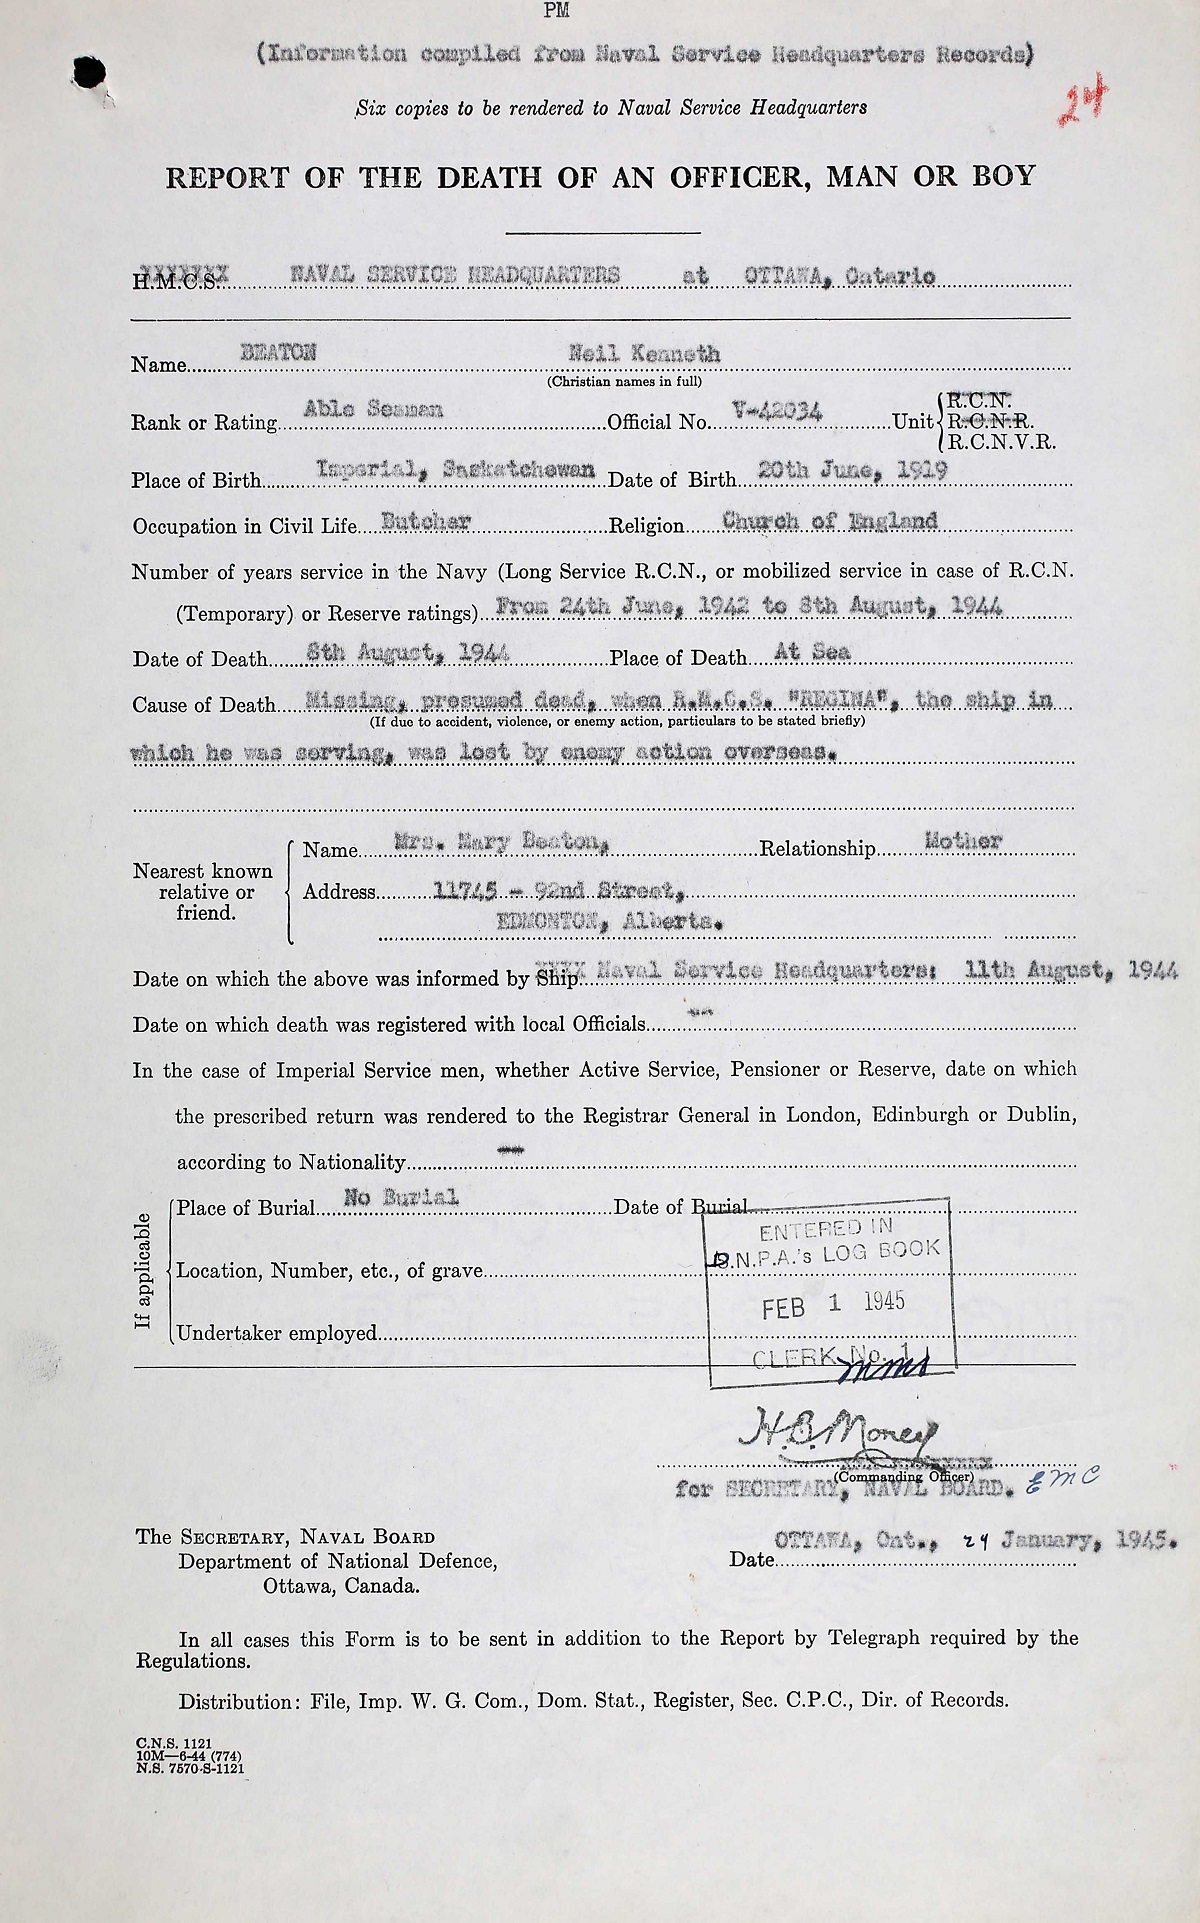 PM
(Information compiled from Naval Service Headquarters Records)
24
Six copies to be rendered to Naval Service Headquarters
REPORT OF THE DEATH OF AN OFFICER, MAN OR BOY
H.M.C.S. XXXXXXX NAVAL SERVICE HEADQUARTERS at OTTAWA, Ontario
Name BEATON Neil Kenneth
(Christian names in full)
Rank or Rating Able Seaman Official No. V-42034 Unit R.C.N.
R.C.N.R.
R.C.N.V.R.
Place of Birth Imperial, Saskatchewan Date of Birth 20th June, 1919
Occupation in Civil Life Butcher Religion Church of England
Number of years service in the Navy (Long Service R.C.N., or mobilized service in case of R.C.N.
(Temporary) or Reserve ratings) From 24th June, 1942 to 8th August, 1944
Date of Death 8th August, 1944 Place of Death At Sea
Cause of Death Missing, presumed dead, when H.M.C.S. "REGINA", the ship in
(If due to accident, violence, or enemy action, particulars to be stated briefly)
which he was serving, was lost by enemy action overseas.
Nearest known relative or friend.
Name Mrs. Mary Beaton, Relationship Mother
Address 11745 - 92nd Street,
EDMONTON, Alberta.
Date on which the above was informed by Ship XXXX Naval Service Headquarters: 11th August, 1944
Date on which death was registered with local Officials --
In the case of Imperial Service men, whether Active Service, Pensioner or Reserve, date on which
the prescribed return was rendered to the Registrar General in London, Edinburgh or Dublin,
according to Nationality --
If applicable
Place of Burial No Burial Date of Burial
Location, Number, etc., of grave
Undertaker employed
ENTERED IN
D.N.P.A.'s LOG BOOK
FEB 1 1945
CLERK No. 1
mms
H.B. Money
(Commanding Officer)
for SECRETARY, NAVAL BOARD. EMC
The SECRETARY, NAVAL BOARD
Department of National Defence,
Ottawa, Canada.
Date OTTAWA, Ont., 24 January, 1945.
In all cases this Form is to be sent in addition to the Report by Telegraph required by the
Regulations.
Distribution: File, Imp. W. G. Com., Dom. Stat., Register, Sec. C.P.C., Dir. of Records.
C.N.S. 1121
10M—6-44 (774)
N.S. 7570-S-1121